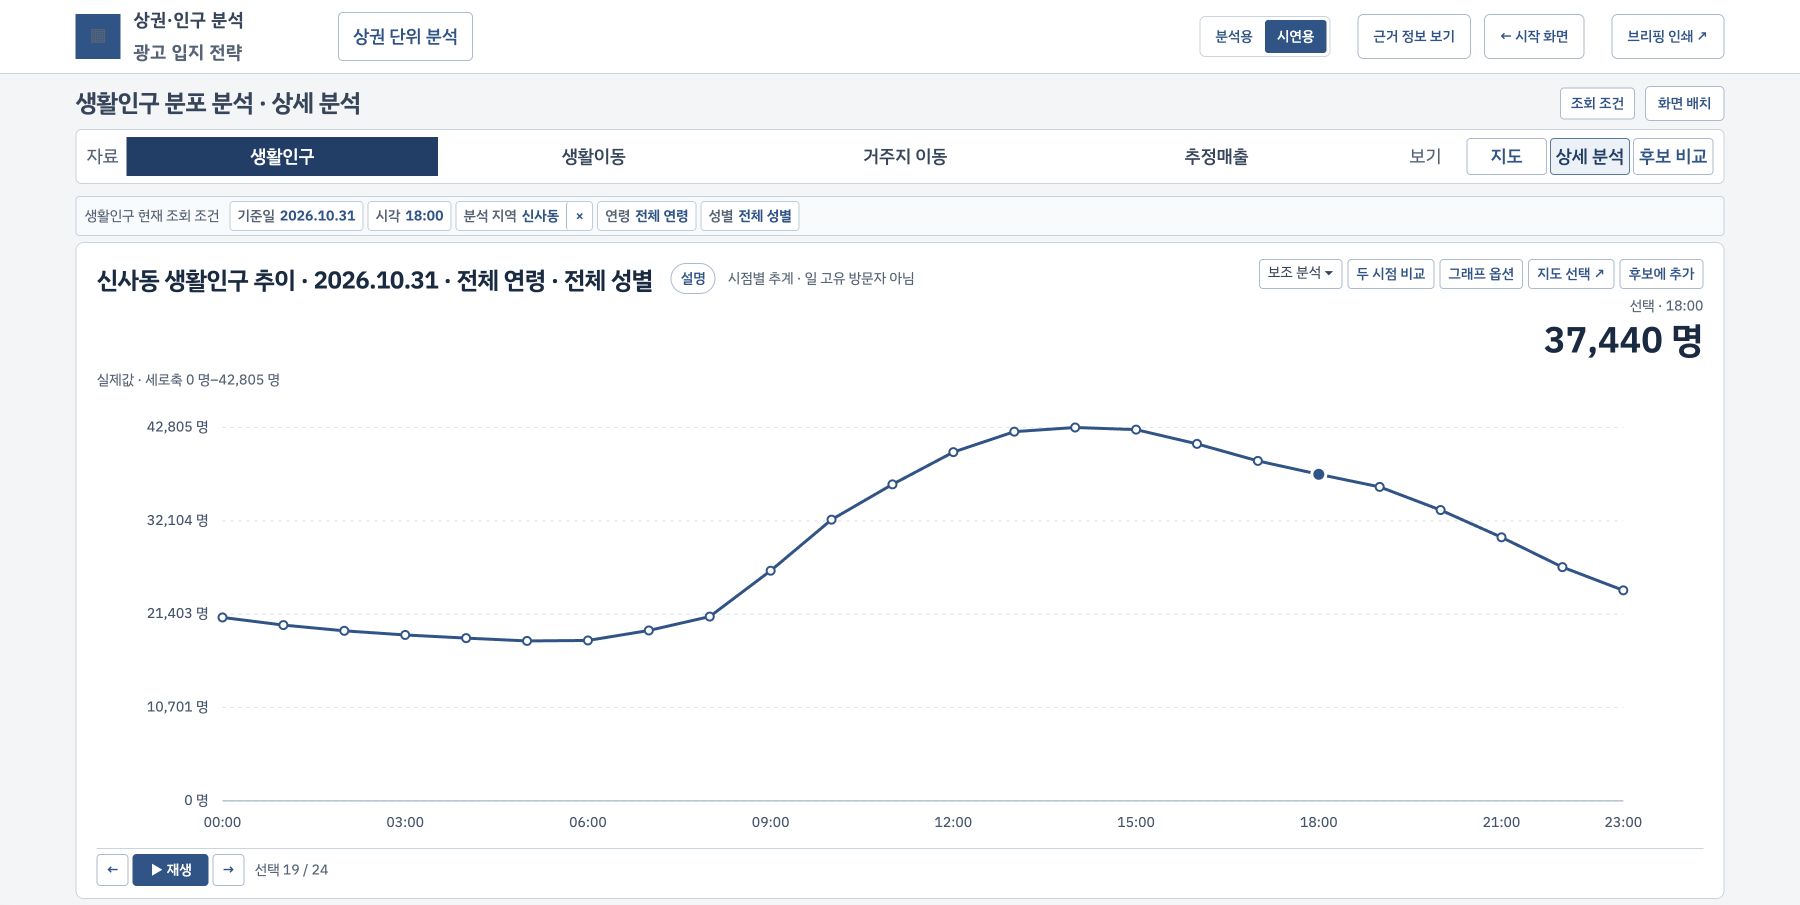 상권·인구 분석
광고 입지 전략
상권 단위 분석
분석용 시연용
근거 정보 보기
← 시작 화면
브리핑 인쇄 ↗
생활인구 분포 분석 · 상세 분석
조회 조건
화면 배치
자료 생활인구 생활이동 거주지 이동 추정매출 보기 지도 상세 분석 후보 비교
생활인구 현재 조회 조건 기준일 2026.10.31 시각 18:00 분석 지역 신사동 × 연령 전체 연령 성별 전체 성별
신사동 생활인구 추이 · 2026.10.31 · 전체 연령 · 전체 성별 설명 시점별 추계 · 일 고유 방문자 아님
보조 분석 ▾ 두 시점 비교 그래프 옵션 지도 선택 ↗ 후보에 추가
선택 · 18:00
37,440 명
실제값 · 세로축 0 명–42,805 명
42,805 명
32,104 명
21,403 명
10,701 명
0 명
00:00 03:00 06:00 09:00 12:00 15:00 18:00 21:00 23:00
← ▶ 재생 → 선택 19 / 24